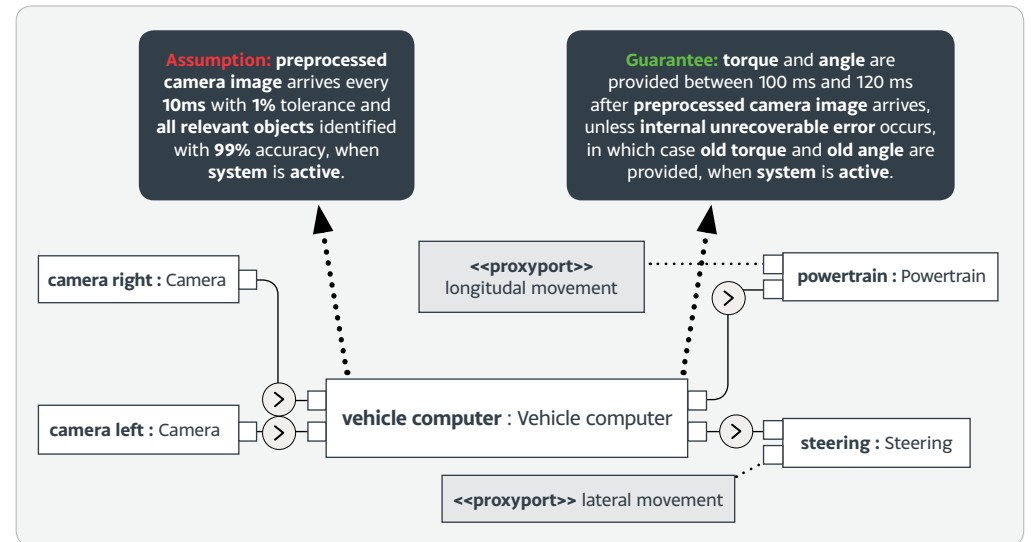 Assumption: preprocessed
camera image arrives every
10ms with 1% tolerance and
all relevant objects identified
with 99% accuracy, when
system is active.
Guarantee: torque and angle are
provided between 100 ms and 120 ms
after preprocessed camera image arrives,
unless internal unrecoverable error occurs,
in which case old torque and old angle are
provided, when system is active.
<<proxyport>>
longitudal movement
camera right : Camera
powertrain : Powertrain
camera left : Camera
vehicle computer : Vehicle computer
steering : Steering
<<proxyport>> lateral movement